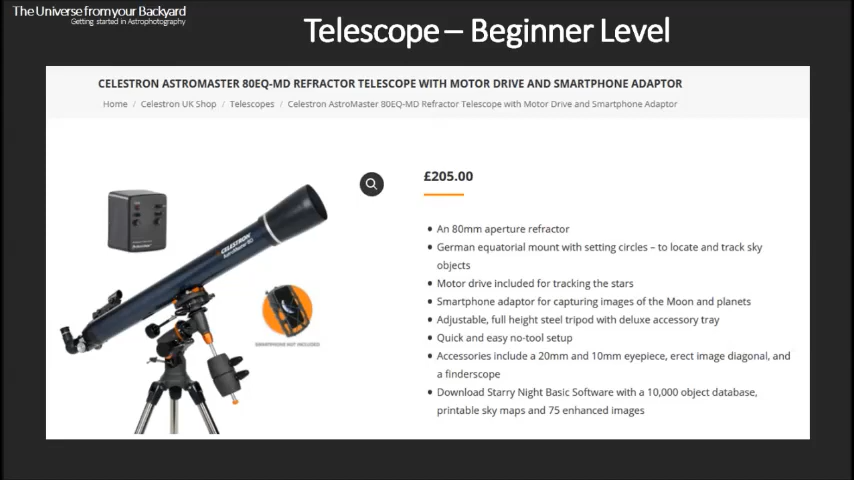 The Universe from your Backyard
Getting started in Astrophotography
Telescope – Beginner Level
CELESTRON ASTROMASTER 80EQ-MD REFRACTOR TELESCOPE WITH MOTOR DRIVE AND SMARTPHONE ADAPTOR
Home / Celestron UK Shop / Telescopes / Celestron AstroMaster 80EQ-MD Refractor Telescope with Motor Drive and Smartphone Adaptor
£205.00
CELESTRON
AstroMaster 80
SMARTPHONE NOT INCLUDED
• An 80mm aperture refractor
• German equatorial mount with setting circles – to locate and track sky
objects
• Motor drive included for tracking the stars
• Smartphone adaptor for capturing images of the Moon and planets
• Adjustable, full height steel tripod with deluxe accessory tray
• Quick and easy no-tool setup
• Accessories include a 20mm and 10mm eyepiece, erect image diagonal, and
a finderscope
• Download Starry Night Basic Software with a 10,000 object database,
printable sky maps and 75 enhanced images